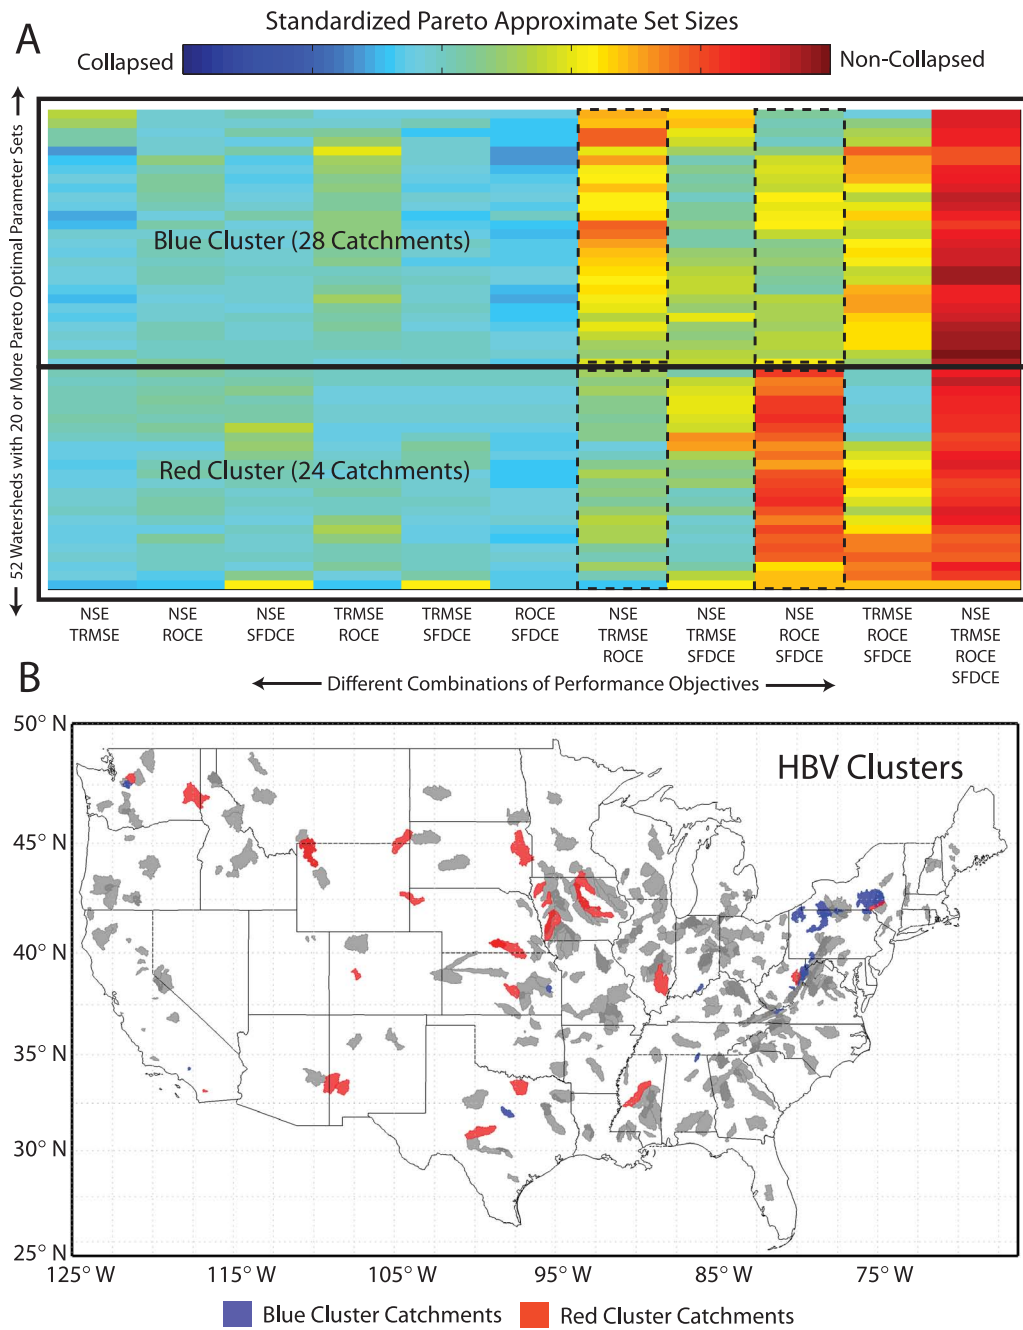 A
Standardized Pareto Approximate Set Sizes
Collapsed
Non-Collapsed
52 Watersheds with 20 or More Pareto Optimal Parameter Sets
Blue Cluster (28 Catchments)
Red Cluster (24 Catchments)
NSE
TRMSE
NSE
ROCE
NSE
SFDCE
TRMSE
ROCE
TRMSE
SFDCE
ROCE
SFDCE
NSE
TRMSE
ROCE
NSE
TRMSE
SFDCE
NSE
ROCE
SFDCE
TRMSE
ROCE
SFDCE
NSE
TRMSE
ROCE
SFDCE
Different Combinations of Performance Objectives
B
HBV Clusters
50° N
45° N
40° N
35° N
30° N
25° N
125° W
115° W
105° W
95° W
85° W
75° W
Blue Cluster Catchments
Red Cluster Catchments